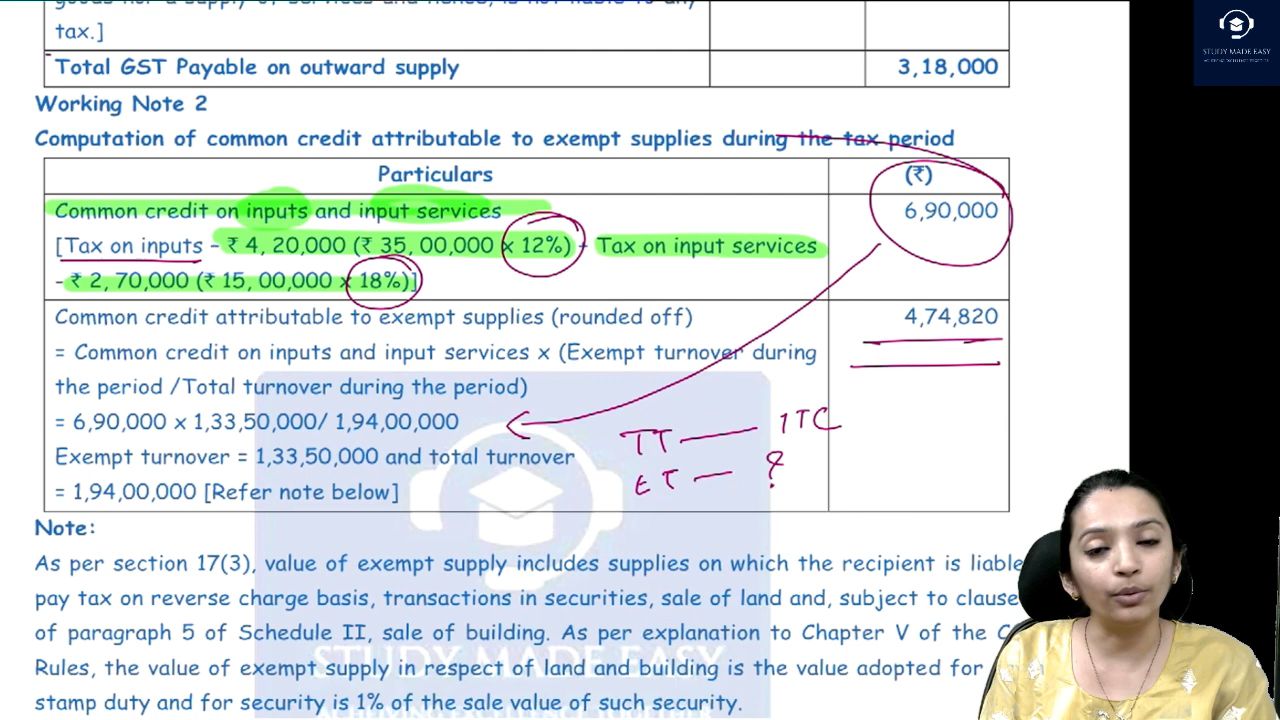 tax.]
Total GST Payable on outward supply 3,18,000
STUDY MADE EASY
Working Note 2
Computation of common credit attributable to exempt supplies during the tax period
Particulars (₹)
Common credit on inputs and input services 6,90,000
[Tax on inputs - ₹ 4, 20,000 (₹ 35, 00,000 x 12%) + Tax on input services
- ₹ 2, 70,000 (₹ 15, 00,000 x 18%)]
Common credit attributable to exempt supplies (rounded off) 4,74,820
= Common credit on inputs and input services x (Exempt turnover during
the period /Total turnover during the period)
= 6,90,000 x 1,33,50,000/ 1,94,00,000
TT — ITC
Exempt turnover = 1,33,50,000 and total turnover
ET — ?
= 1,94,00,000 [Refer note below]
Note:
As per section 17(3), value of exempt supply includes supplies on which the recipient is liable
pay tax on reverse charge basis, transactions in securities, sale of land and, subject to clause
of paragraph 5 of Schedule II, sale of building. As per explanation to Chapter V of the
Rules, the value of exempt supply in respect of land and building is the value adopted for
STUDY MADE EASY
stamp duty and for security is 1% of the sale value of such security.